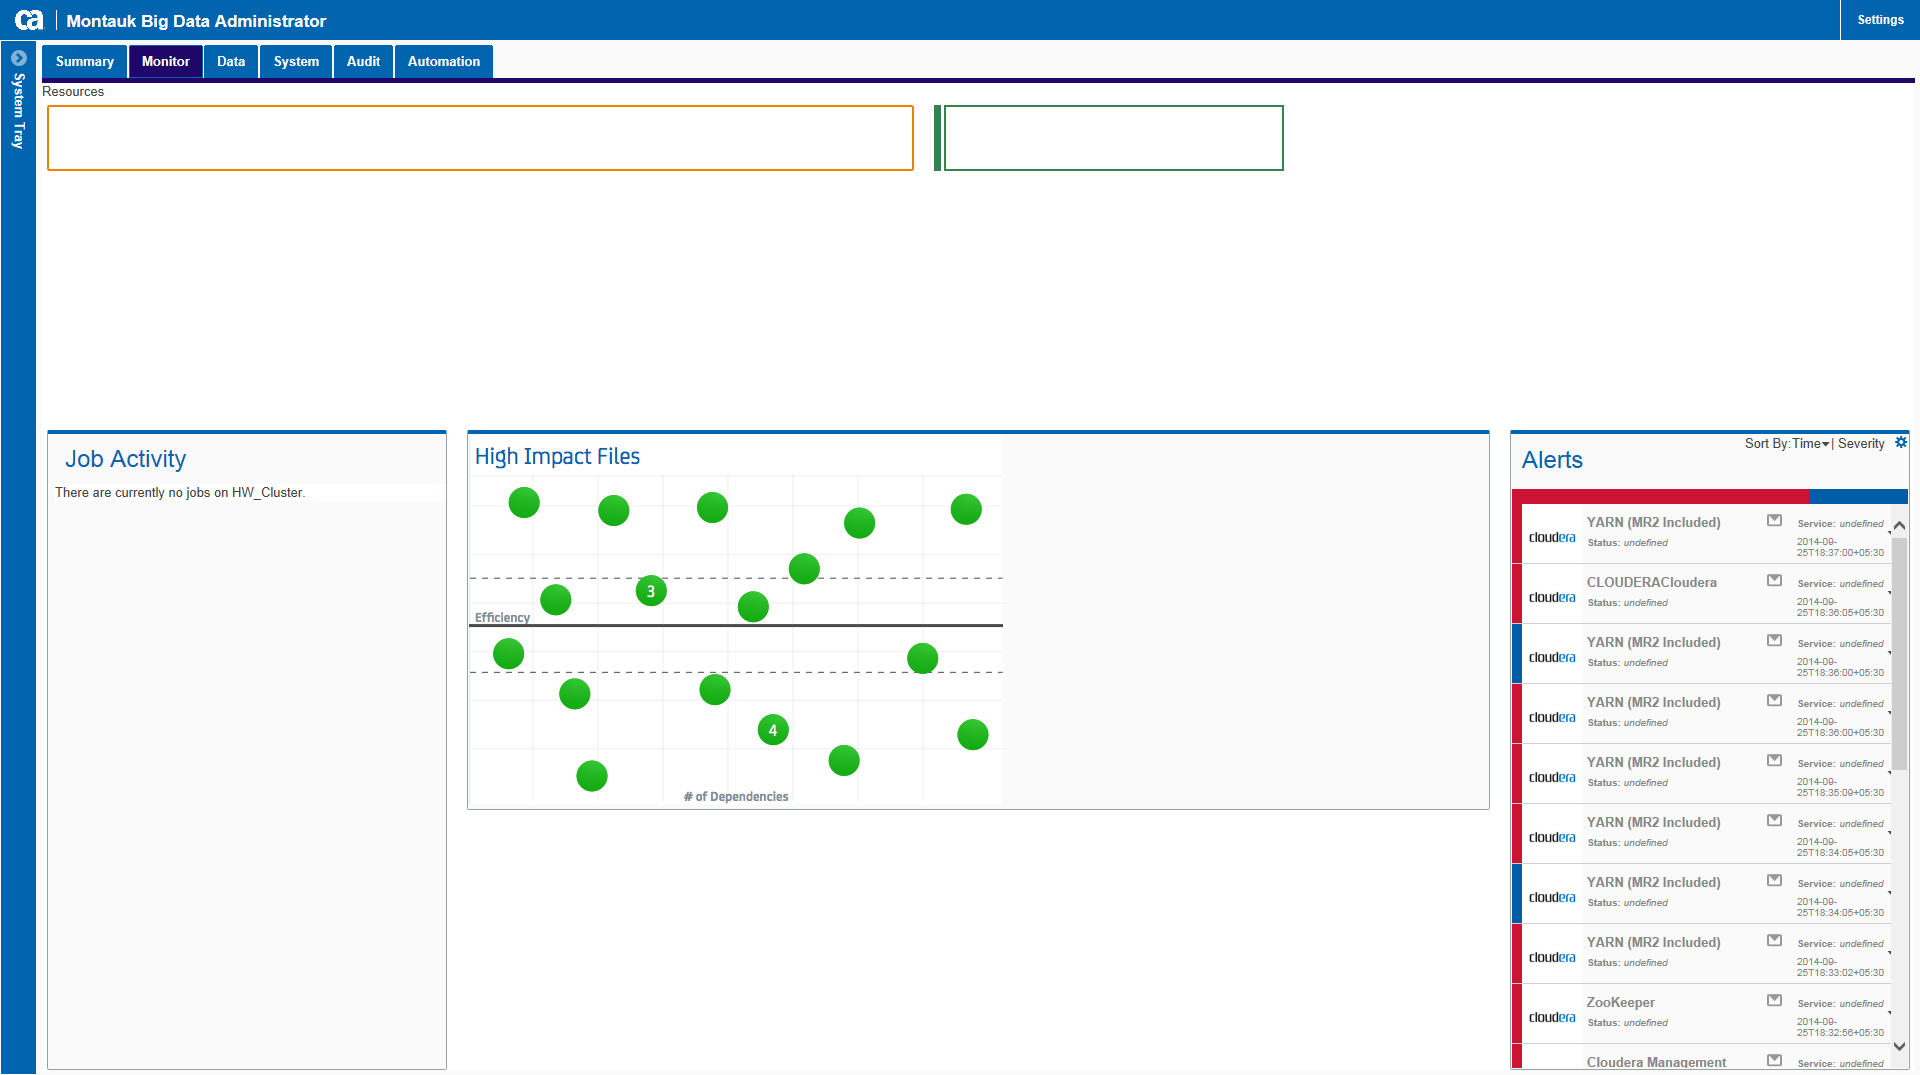 ca Montauk Big Data Administrator
Settings
System Tray
Summary Monitor Data System Audit Automation
Resources
Job Activity
There are currently no jobs on HW_Cluster.
High Impact Files
3
Efficiency
4
# of Dependencies
Sort By: Time | Severity
Alerts
cloudera YARN (MR2 Included) Service: undefined
Status: undefined
2014-09-
25T18:37:00+05:30
cloudera CLOUDERACloudera Service: undefined
Status: undefined
2014-09-
25T18:36:05+05:30
cloudera YARN (MR2 Included) Service: undefined
Status: undefined
2014-09-
25T18:36:00+05:30
cloudera YARN (MR2 Included) Service: undefined
Status: undefined
2014-09-
25T18:36:00+05:30
cloudera YARN (MR2 Included) Service: undefined
Status: undefined
2014-09-
25T18:35:09+05:30
cloudera YARN (MR2 Included) Service: undefined
Status: undefined
2014-09-
25T18:34:05+05:30
cloudera YARN (MR2 Included) Service: undefined
Status: undefined
2014-09-
25T18:34:05+05:30
cloudera YARN (MR2 Included) Service: undefined
Status: undefined
2014-09-
25T18:33:02+05:30
cloudera ZooKeeper Service: undefined
Status: undefined
2014-09-
25T18:32:56+05:30
Cloudera Management Service: undefined